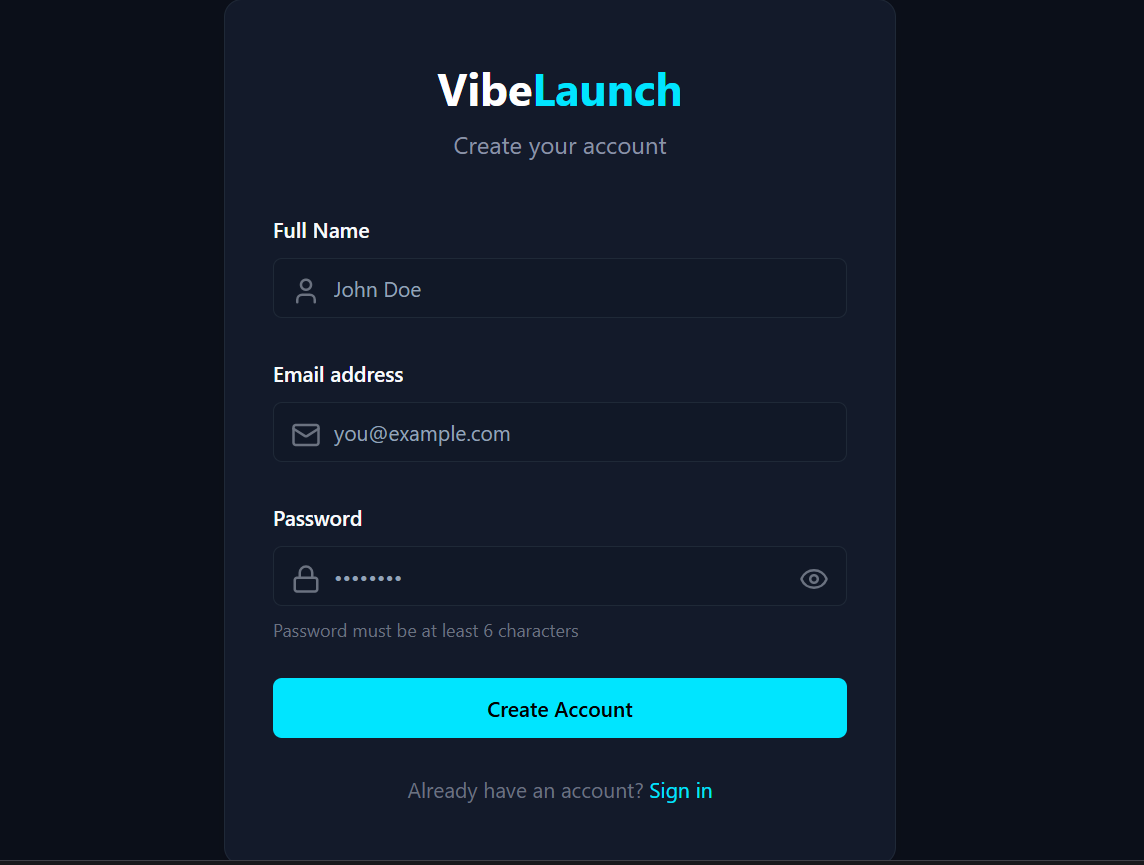 VibeLaunch
Create your account
Full Name
John Doe
Email address
you@example.com
Password
••••••••
Password must be at least 6 characters
Create Account
Already have an account? Sign in